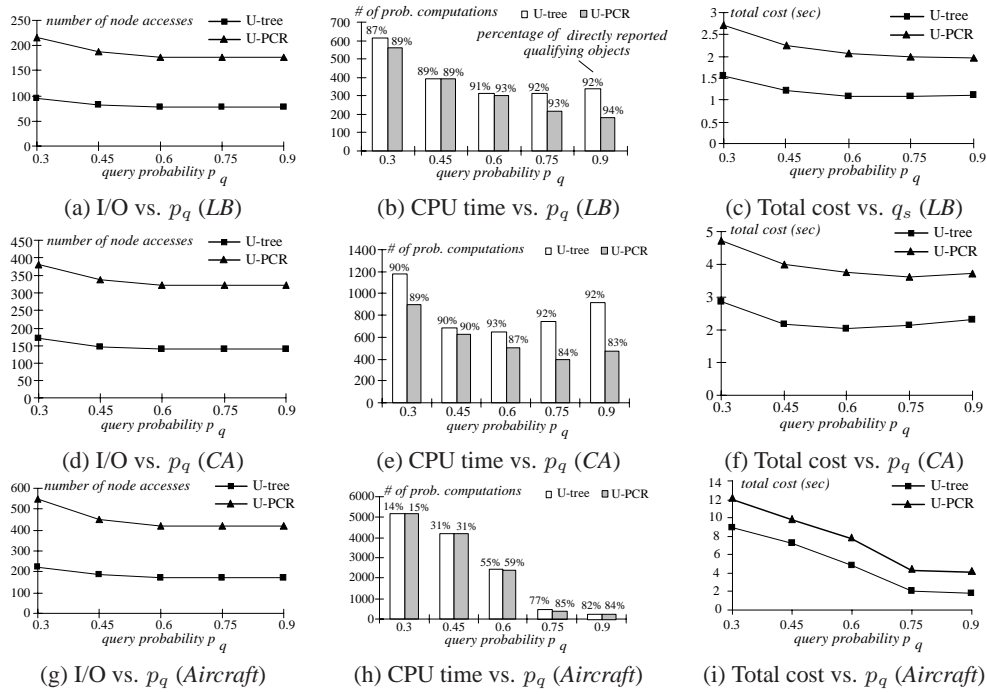 number of node accesses
U-tree
U-PCR
250
200
150
100
50
0
0.3 0.45 0.6 0.75 0.9
query probability p q
(a) I/O vs. pq (LB)
# of prob. computations
U-tree
U-PCR
percentage of directly reported
qualifying objects
700
600
500
400
300
200
100
0
87% 89% 89% 89% 91% 93% 92% 93% 92% 94%
0.3 0.45 0.6 0.75 0.9
query probability p q
(b) CPU time vs. pq (LB)
total cost (sec)
U-tree
U-PCR
3
2.5
2
1.5
1
0.5
0
0.3 0.45 0.6 0.75 0.9
query probability p q
(c) Total cost vs. qs (LB)
number of node accesses
U-tree
U-PCR
450
400
350
300
250
200
150
100
50
0
0.3 0.45 0.6 0.75 0.9
query probability p q
(d) I/O vs. pq (CA)
# of prob. computations
U-tree
U-PCR
1400
1200
1000
800
600
400
200
0
90% 89% 90% 90% 93% 87% 92% 84% 92% 83%
0.3 0.45 0.6 0.75 0.9
query probability p q
(e) CPU time vs. pq (CA)
total cost (sec)
U-tree
U-PCR
5
4
3
2
1
0
0.3 0.45 0.6 0.75 0.9
query probability p q
(f) Total cost vs. pq (CA)
number of node accesses
U-tree
U-PCR
600
500
400
300
200
100
0
0.3 0.45 0.6 0.75 0.9
query probability p q
(g) I/O vs. pq (Aircraft)
# of prob. computations
U-tree U-PCR
6000
5000
4000
3000
2000
1000
0
14% 15% 31% 31% 55% 59% 77% 85% 82% 84%
0.3 0.45 0.6 0.75 0.9
query probability p q
(h) CPU time vs. pq (Aircraft)
total cost (sec)
U-tree
U-PCR
14
12
10
8
6
4
2
0
0.3 0.45 0.6 0.75 0.9
query probability p q
(i) Total cost vs. pq (Aircraft)